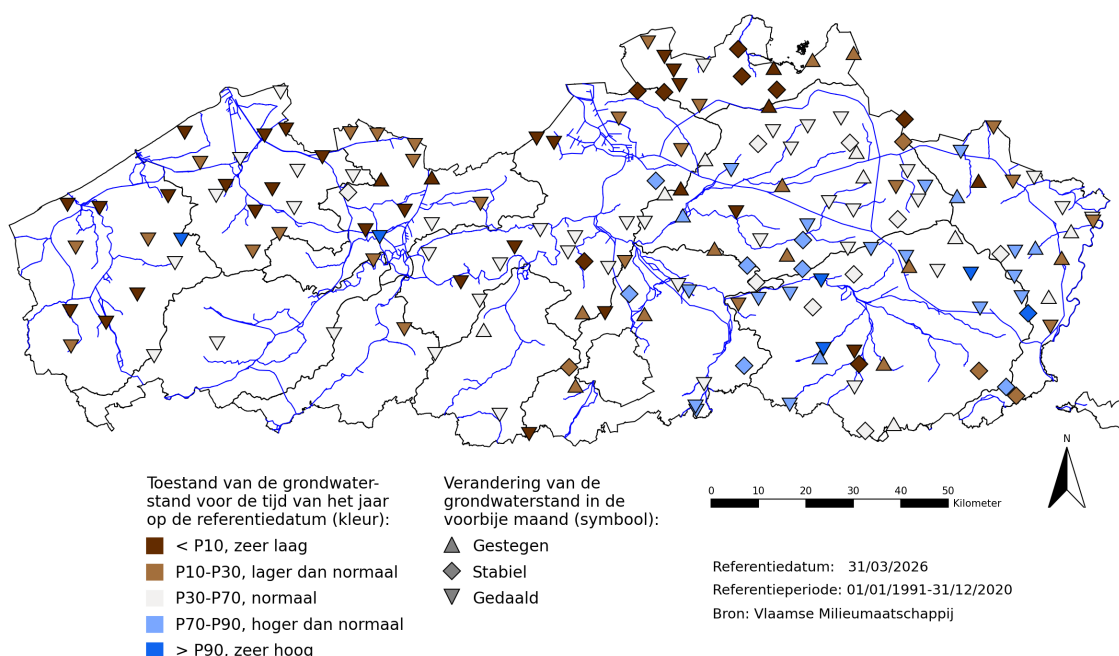 N
Toestand van de grondwater-
stand voor de tijd van het jaar
op de referentiedatum (kleur):
< P10, zeer laag
P10-P30, lager dan normaal
P30-P70, normaal
P70-P90, hoger dan normaal
> P90, zeer hoog
Verandering van de
grondwaterstand in de
voorbije maand (symbool):
Gestegen
Stabiel
Gedaald
0 10 20 30 40 50
Kilometer
Referentiedatum: 31/03/2026
Referentieperiode: 01/01/1991-31/12/2020
Bron: Vlaamse Milieumaatschappij